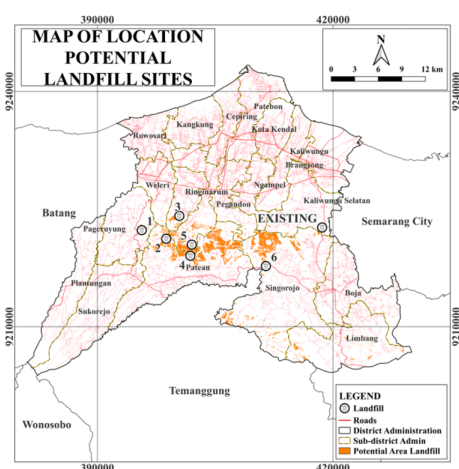 390000
420000
MAP OF LOCATION
POTENTIAL
LANDFILL SITES
N
0 3 6 9 12 km
9240000
9240000
Patebon
Cepiring
Kangkung
Kota Kendal
Rowosari
Kaliwungu
Brangsong
Weleri
Ringinarum
Ngampel
Pegandon
Kaliwungu Selatan
Batang
3
EXISTING
Semarang City
1
1
Pageruyung
2
5
4
Patean
6
Plantungan
Singorojo
Boja
Sukorejo
9210000
9210000
Limbang
Temanggung
Wonosobo
LEGEND
Landfill
Roads
District Administration
Sub-district Admin
Potential Area Landfill
390000
420000